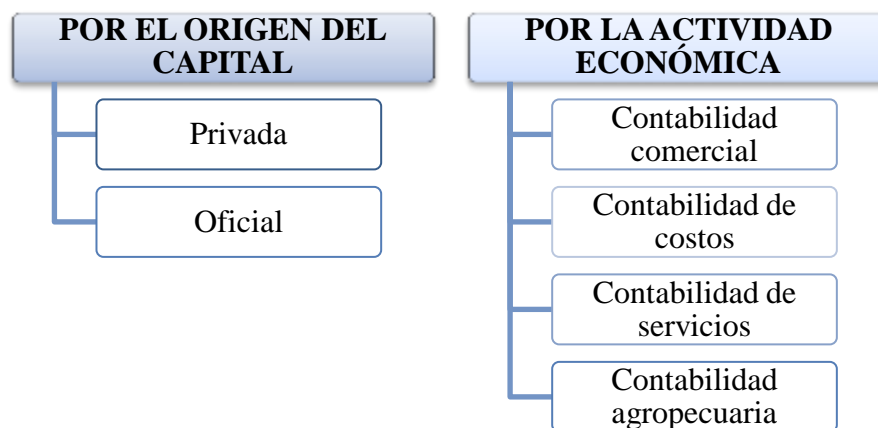 POR EL ORIGEN DEL
CAPITAL
Privada
Oficial
POR LA ACTIVIDAD
ECONÓMICA
Contabilidad
comercial
Contabilidad de
costos
Contabilidad de
servicios
Contabilidad
agropecuaria